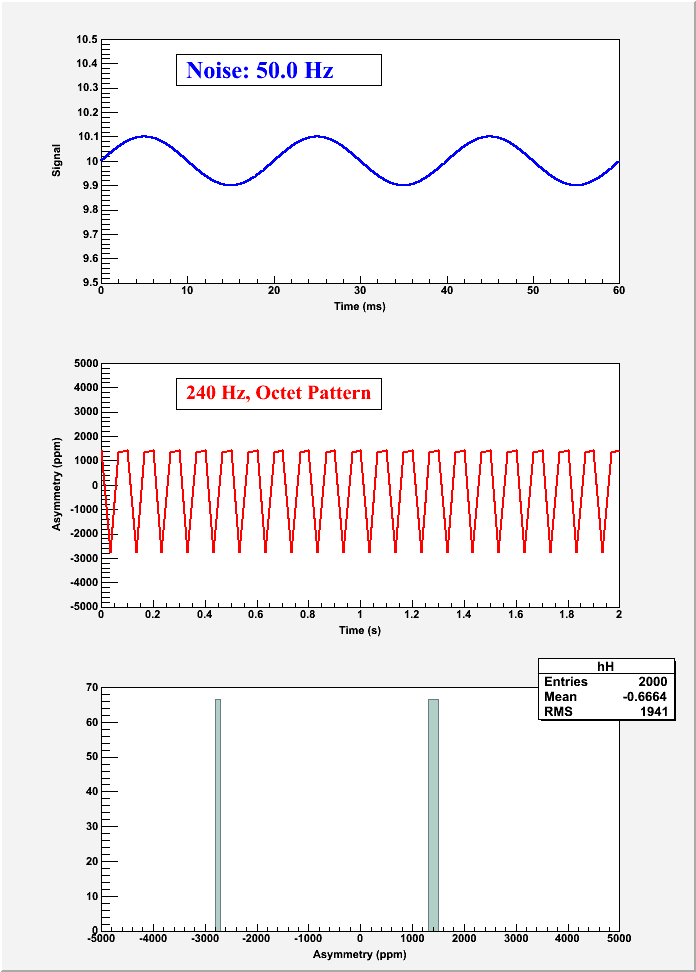 Noise: 50.0 Hz
Signal
10.5
10.4
10.3
10.2
10.1
10
9.9
9.8
9.7
9.6
9.5
0 10 20 30 40 50 60
Time (ms)
240 Hz, Octet Pattern
Asymmetry (ppm)
5000
4000
3000
2000
1000
0
-1000
-2000
-3000
-4000
-5000
0 0.2 0.4 0.6 0.8 1 1.2 1.4 1.6 1.8 2
Time (s)
hH
Entries 2000
Mean -0.6664
RMS 1941
70
60
50
40
30
20
10
0
-5000 -4000 -3000 -2000 -1000 0 1000 2000 3000 4000 5000
Asymmetry (ppm)